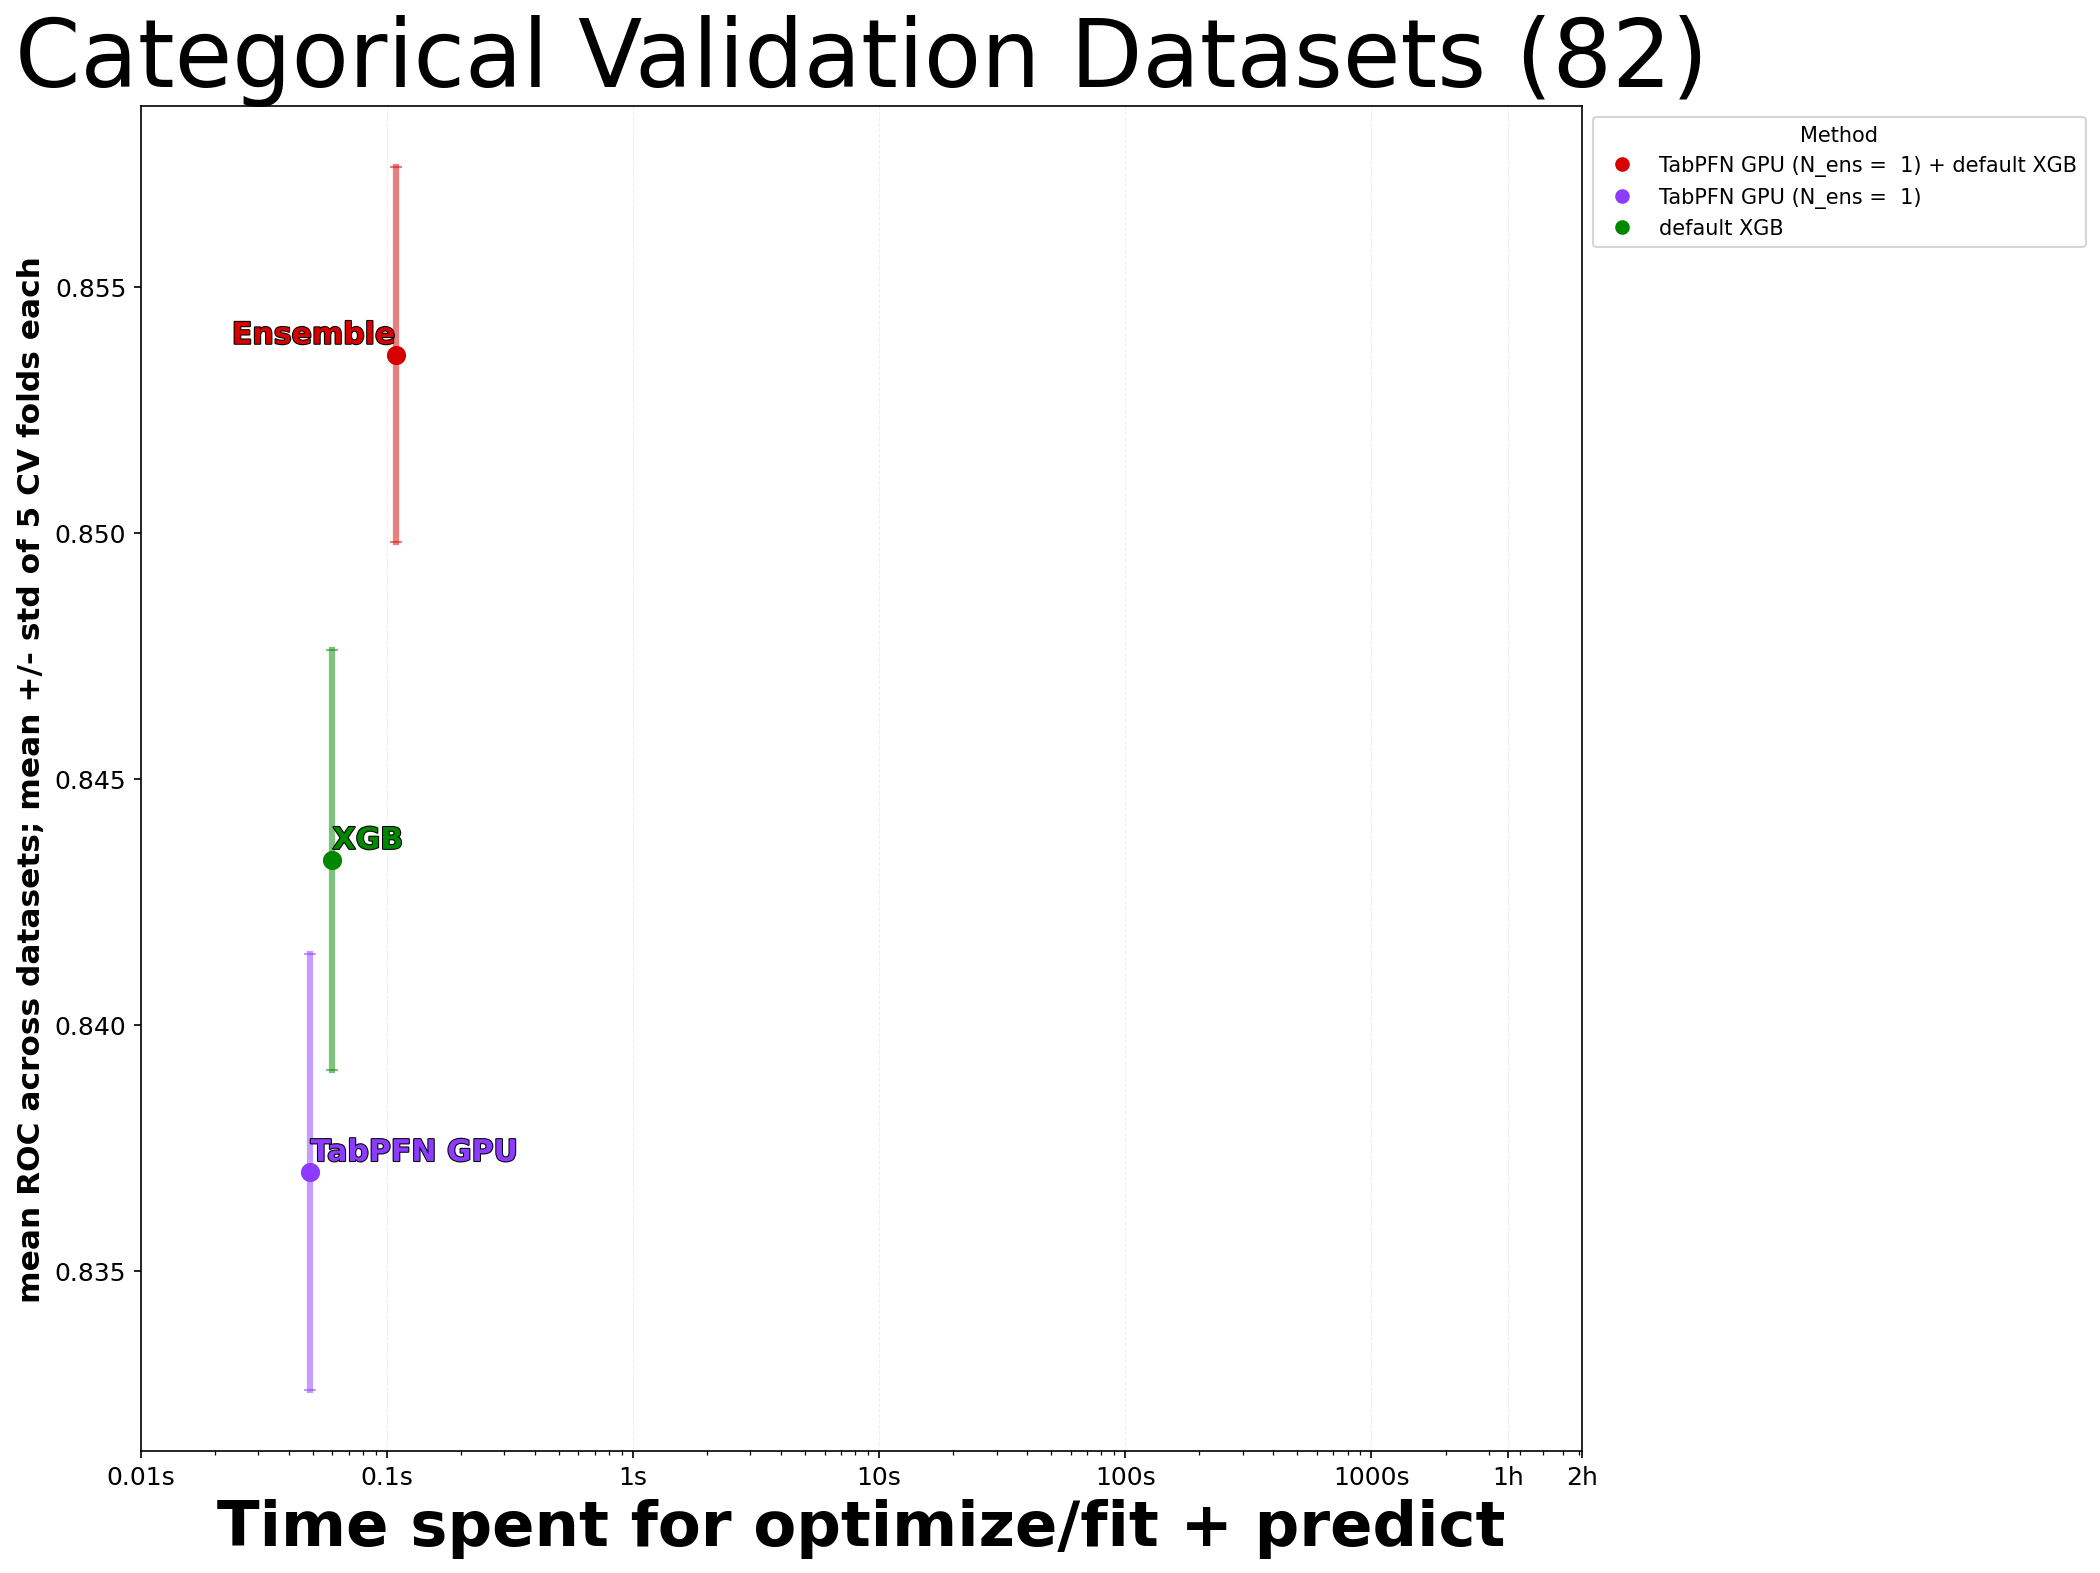 Categorical Validation Datasets (82)
Method
TabPFN GPU (N_ens =  1) + default XGB
TabPFN GPU (N_ens =  1)
default XGB
mean ROC across datasets; mean +/- std of 5 CV folds each
0.855
0.850
0.845
0.840
0.835
Ensemble
XGB
TabPFN GPU
0.01s 0.1s 1s 10s 100s 1000s 1h 2h
Time spent for optimize/fit + predict